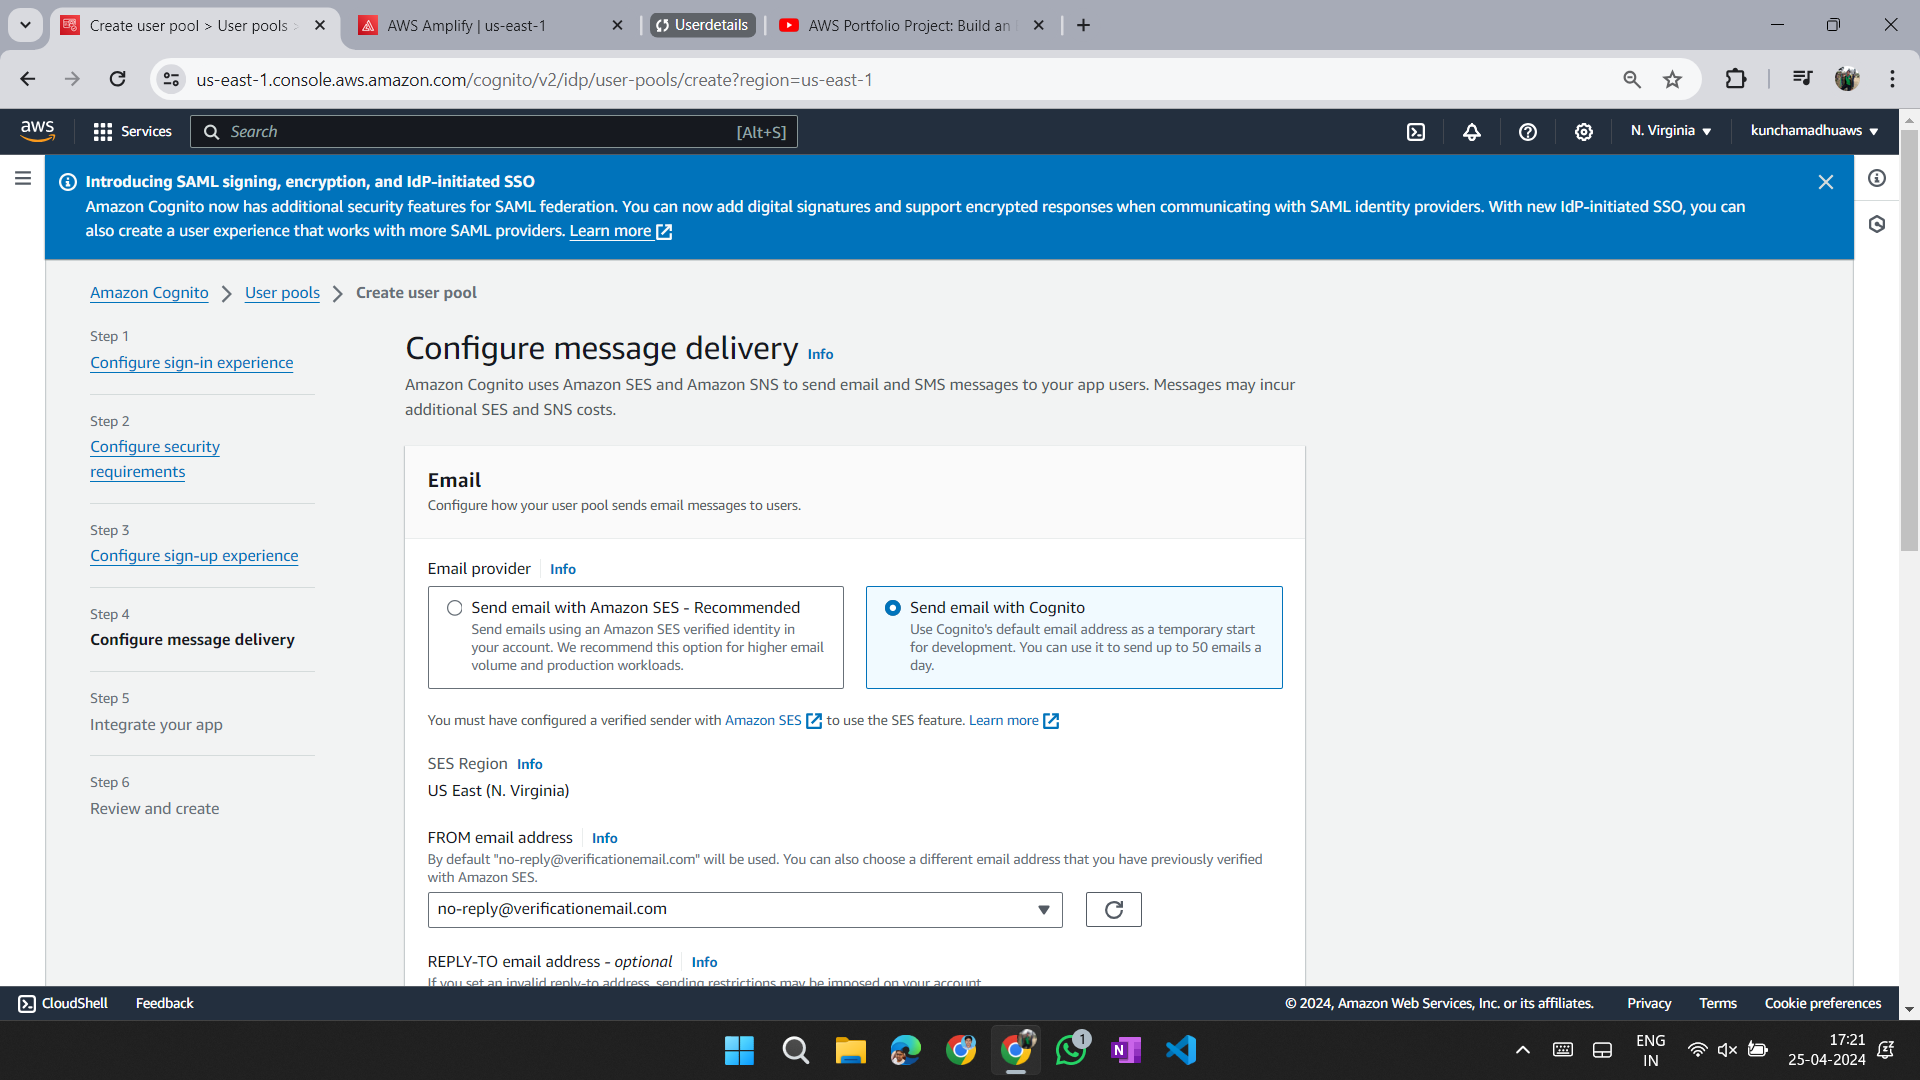 Create user pool > User pools >
AWS Amplify | us-east-1
Userdetails
AWS Portfolio Project: Build an
us-east-1.console.aws.amazon.com/cognito/v2/idp/user-pools/create?region=us-east-1
aws
Services
Search
[Alt+S]
N. Virginia
kunchamadhuaws
Introducing SAML signing, encryption, and IdP-initiated SSO
Amazon Cognito now has additional security features for SAML federation. You can now add digital signatures and support encrypted responses when communicating with SAML identity providers. With new IdP-initiated SSO, you can
also create a user experience that works with more SAML providers. Learn more
Amazon Cognito > User pools > Create user pool
Step 1
Configure sign-in experience
Step 2
Configure security
requirements
Step 3
Configure sign-up experience
Step 4
Configure message delivery
Step 5
Integrate your app
Step 6
Review and create
Configure message delivery Info
Amazon Cognito uses Amazon SES and Amazon SNS to send email and SMS messages to your app users. Messages may incur
additional SES and SNS costs.
Email
Configure how your user pool sends email messages to users.
Email provider Info
Send email with Amazon SES - Recommended
Send emails using an Amazon SES verified identity in
your account. We recommend this option for higher email
volume and production workloads.
Send email with Cognito
Use Cognito's default email address as a temporary start
for development. You can use it to send up to 50 emails a
day.
You must have configured a verified sender with Amazon SES to use the SES feature. Learn more
SES Region Info
US East (N. Virginia)
FROM email address Info
By default "no-reply@verificationemail.com" will be used. You can also choose a different email address that you have previously verified
with Amazon SES.
no-reply@verificationemail.com
REPLY-TO email address - optional Info
If you set an invalid reply-to address, sending restrictions may be imposed on your account.
CloudShell
Feedback
© 2024, Amazon Web Services, Inc. or its affiliates.
Privacy
Terms
Cookie preferences
1
ENG
IN
17:21
25-04-2024